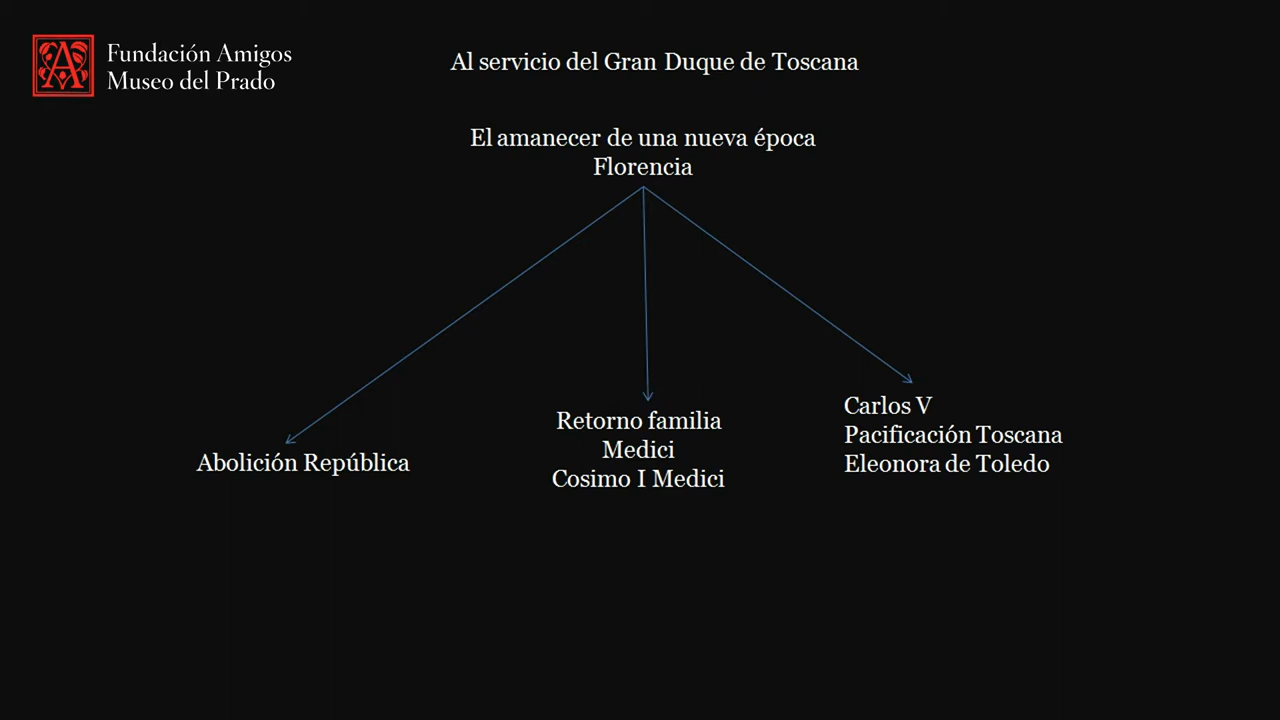 Fundación Amigos
Museo del Prado
Al servicio del Gran Duque de Toscana
El amanecer de una nueva época
Florencia
Abolición República
Retorno familia
Medici
Cosimo I Medici
Carlos V
Pacificación Toscana
Eleonora de Toledo